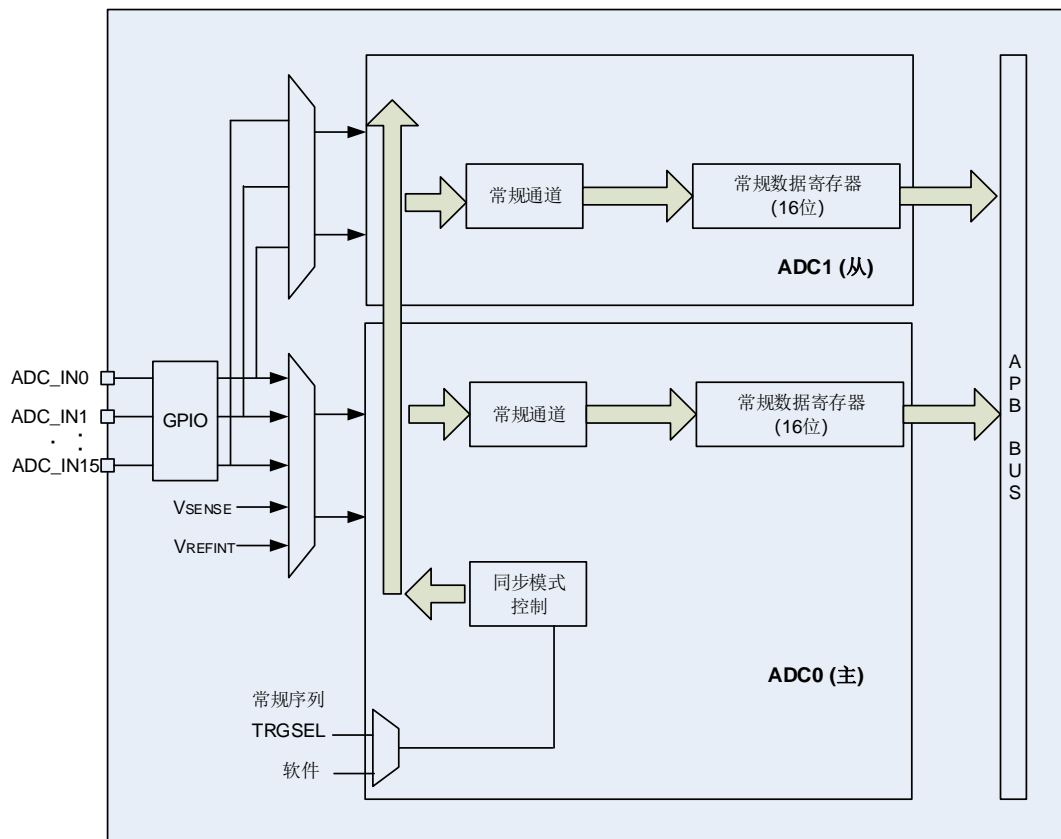 常规通道
常规数据寄存器
(16位)
ADC1 (从)
ADC_IN0
ADC_IN1
ADC_IN15
GPIO
VSENSE
VREFINT
常规通道
常规数据寄存器
(16位)
同步模式
控制
ADC0 (主)
常规序列
TRGSEL
软件
APB BUS